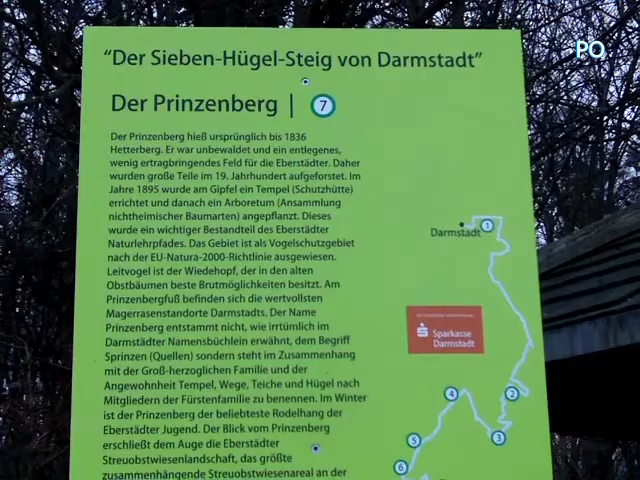 PO
"Der Sieben-Hügel-Steig von Darmstadt"
Der Prinzenberg | 7
Der Prinzenberg hieß ursprünglich bis 1836
Hetterberg. Er war unbewaldet und ein entlegenes,
wenig ertragbringendes Feld für die Eberstädter. Daher
wurden große Teile im 19. Jahrhundert aufgeforstet. Im
Jahre 1895 wurde am Gipfel ein Tempel (Schutzhütte)
errichtet und danach ein Arboretum (Ansammlung
nichtheimischer Baumarten) angepflanzt. Dieses
wurde ein wichtiger Bestandteil des Eberstädter
Naturlehrpfades. Das Gebiet ist als Vogelschutzgebiet
nach der EU-Natura-2000-Richtlinie ausgewiesen.
Leitvogel ist der Wiedehopf, der in den alten
Obstbäumen beste Brutmöglichkeiten besitzt. Am
Prinzenbergfuß befinden sich die wertvollsten
Magerrasenstandorte Darmstadts. Der Name
Prinzenberg entstammt nicht, wie irrtümlich im
Darmstädter Namensbüchlein erwähnt, dem Begriff
Sprinzen (Quellen) sondern steht im Zusammenhang
mit der Groß-herzoglichen Familie und der
Angewohnheit Tempel, Wege, Teiche und Hügel nach
Mitgliedern der Fürstenfamilie zu benennen. Im Winter
ist der Prinzenberg der beliebteste Rodelhang der
Eberstädter Jugend. Der Blick vom Prinzenberg
erschließt dem Auge die Eberstädter
Streuobstwiesenlandschaft, das größte
zusammenhängende Streuobstwiesenareal an der
Darmstadt
1
Sparkasse
Darmstadt
2
3
4
5
6